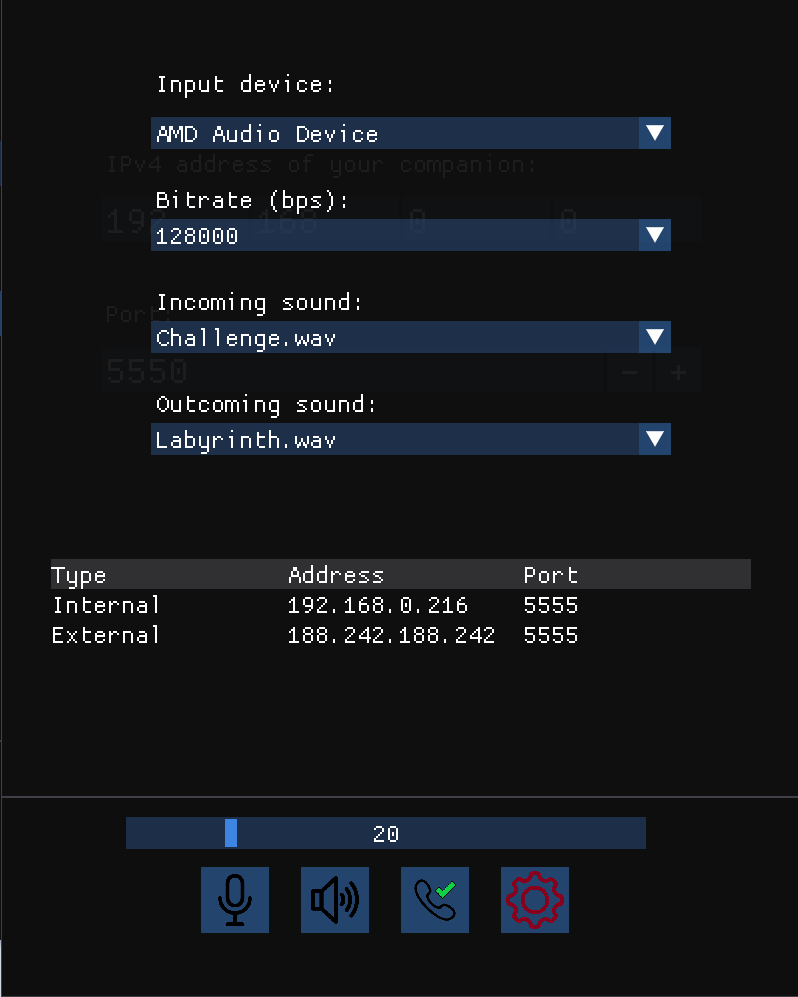 Input device:
AMD Audio Device
IPv4 address of your companion:
Bitrate (bps):
192 168 0 0
128000
Incoming sound:
Port:
Challenge.wav
5550 - +
Outcoming sound:
Labyrinth.wav
Type Address Port
Internal 192.168.0.216 5555
External 188.242.188.242 5555
20